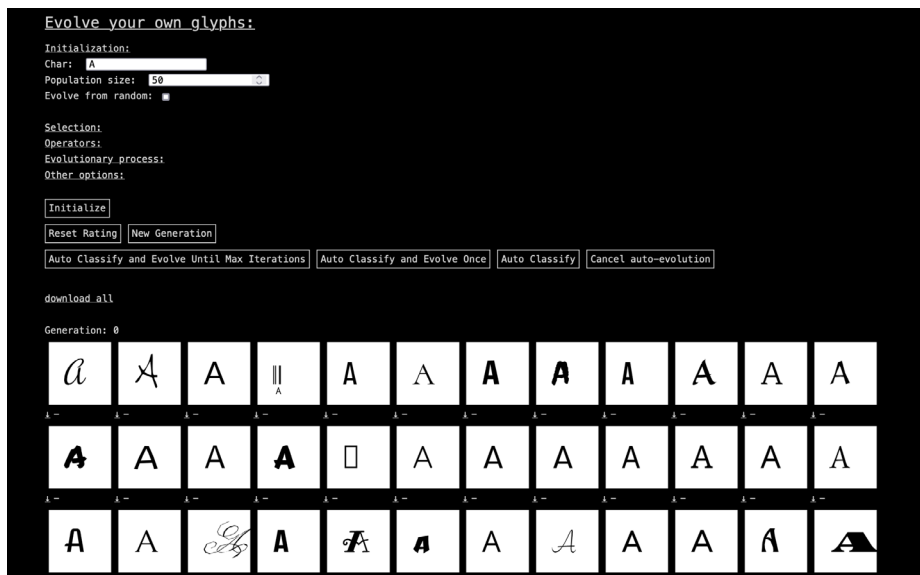 Evolve your own glyphs:
Initialization:
Char: A
Population size: 50
Evolve from random:
Selection:
Operators:
Evolutionary process:
Other options:
Initialize
Reset Rating New Generation
Auto Classify and Evolve Until Max Iterations Auto Classify and Evolve Once Auto Classify Cancel auto-evolution
download all
Generation: 0
A A A A A A A A A A A A
A A A A A A A A A A A
A A A A A A A A A A A A